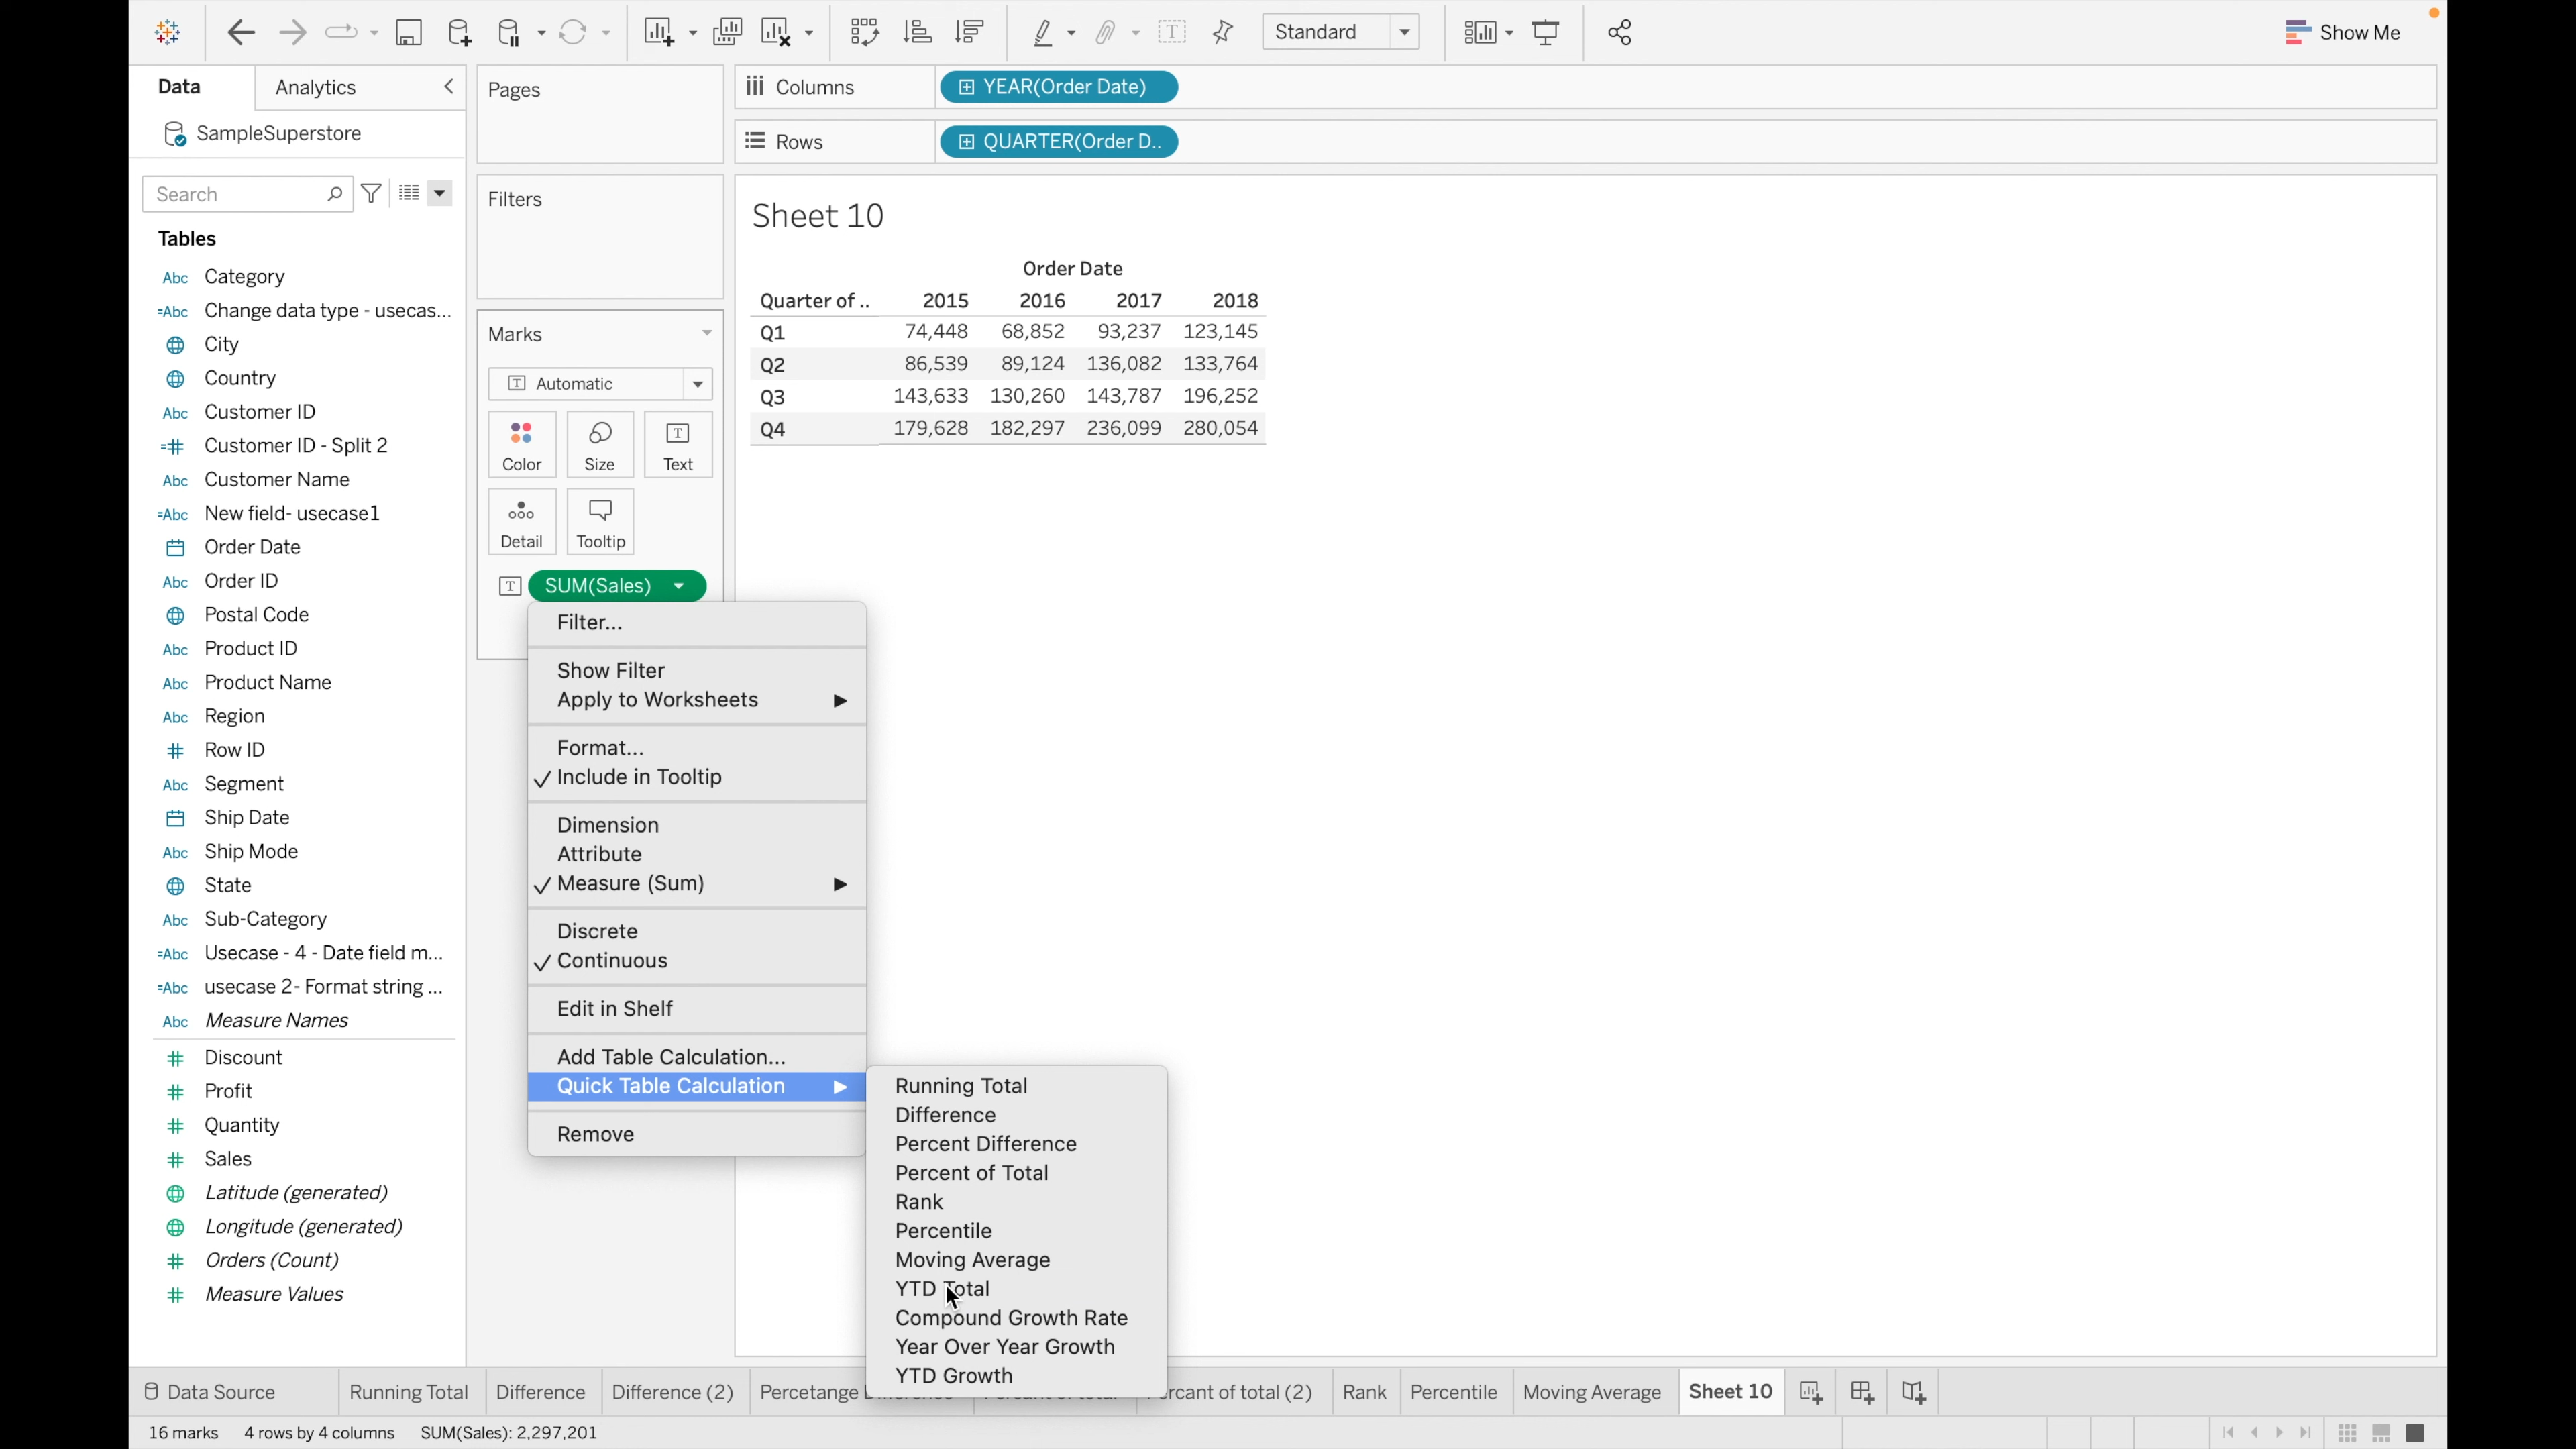 Standard
Show Me
Data
Analytics
SampleSuperstore
Search
Tables
Abc Category
=Abc Change data type - usecas...
City
Country
Abc Customer ID
=# Customer ID - Split 2
Abc Customer Name
=Abc New field- usecase1
Order Date
Abc Order ID
Postal Code
Abc Product ID
Abc Product Name
Abc Region
# Row ID
Abc Segment
Ship Date
Abc Ship Mode
State
Abc Sub-Category
=Abc Usecase - 4 - Date field m...
=Abc usecase 2- Format string ...
Abc Measure Names
# Discount
# Profit
# Quantity
# Sales
Latitude (generated)
Longitude (generated)
# Orders (Count)
# Measure Values
Pages
Filters
Marks
T Automatic
Color Size T Text
Detail Tooltip
T SUM(Sales)
Columns YEAR(Order Date)
Rows QUARTER(Order D..
Sheet 10
Order Date
Quarter of .. 2015 2016 2017 2018
Q1 74,448 68,852 93,237 123,145
Q2 86,539 89,124 136,082 133,764
Q3 143,633 130,260 143,787 196,252
Q4 179,628 182,297 236,099 280,054
Filter...
Show Filter
Apply to Worksheets
Format...
Include in Tooltip
Dimension
Attribute
Measure (Sum)
Discrete
Continuous
Edit in Shelf
Add Table Calculation...
Quick Table Calculation
Remove
Running Total
Difference
Percent Difference
Percent of Total
Rank
Percentile
Moving Average
YTD Total
Compound Growth Rate
Year Over Year Growth
YTD Growth
Data Source Running Total Difference Difference (2) Percetange of total (2) Rank Percentile Moving Average Sheet 10
16 marks 4 rows by 4 columns SUM(Sales): 2,297,201